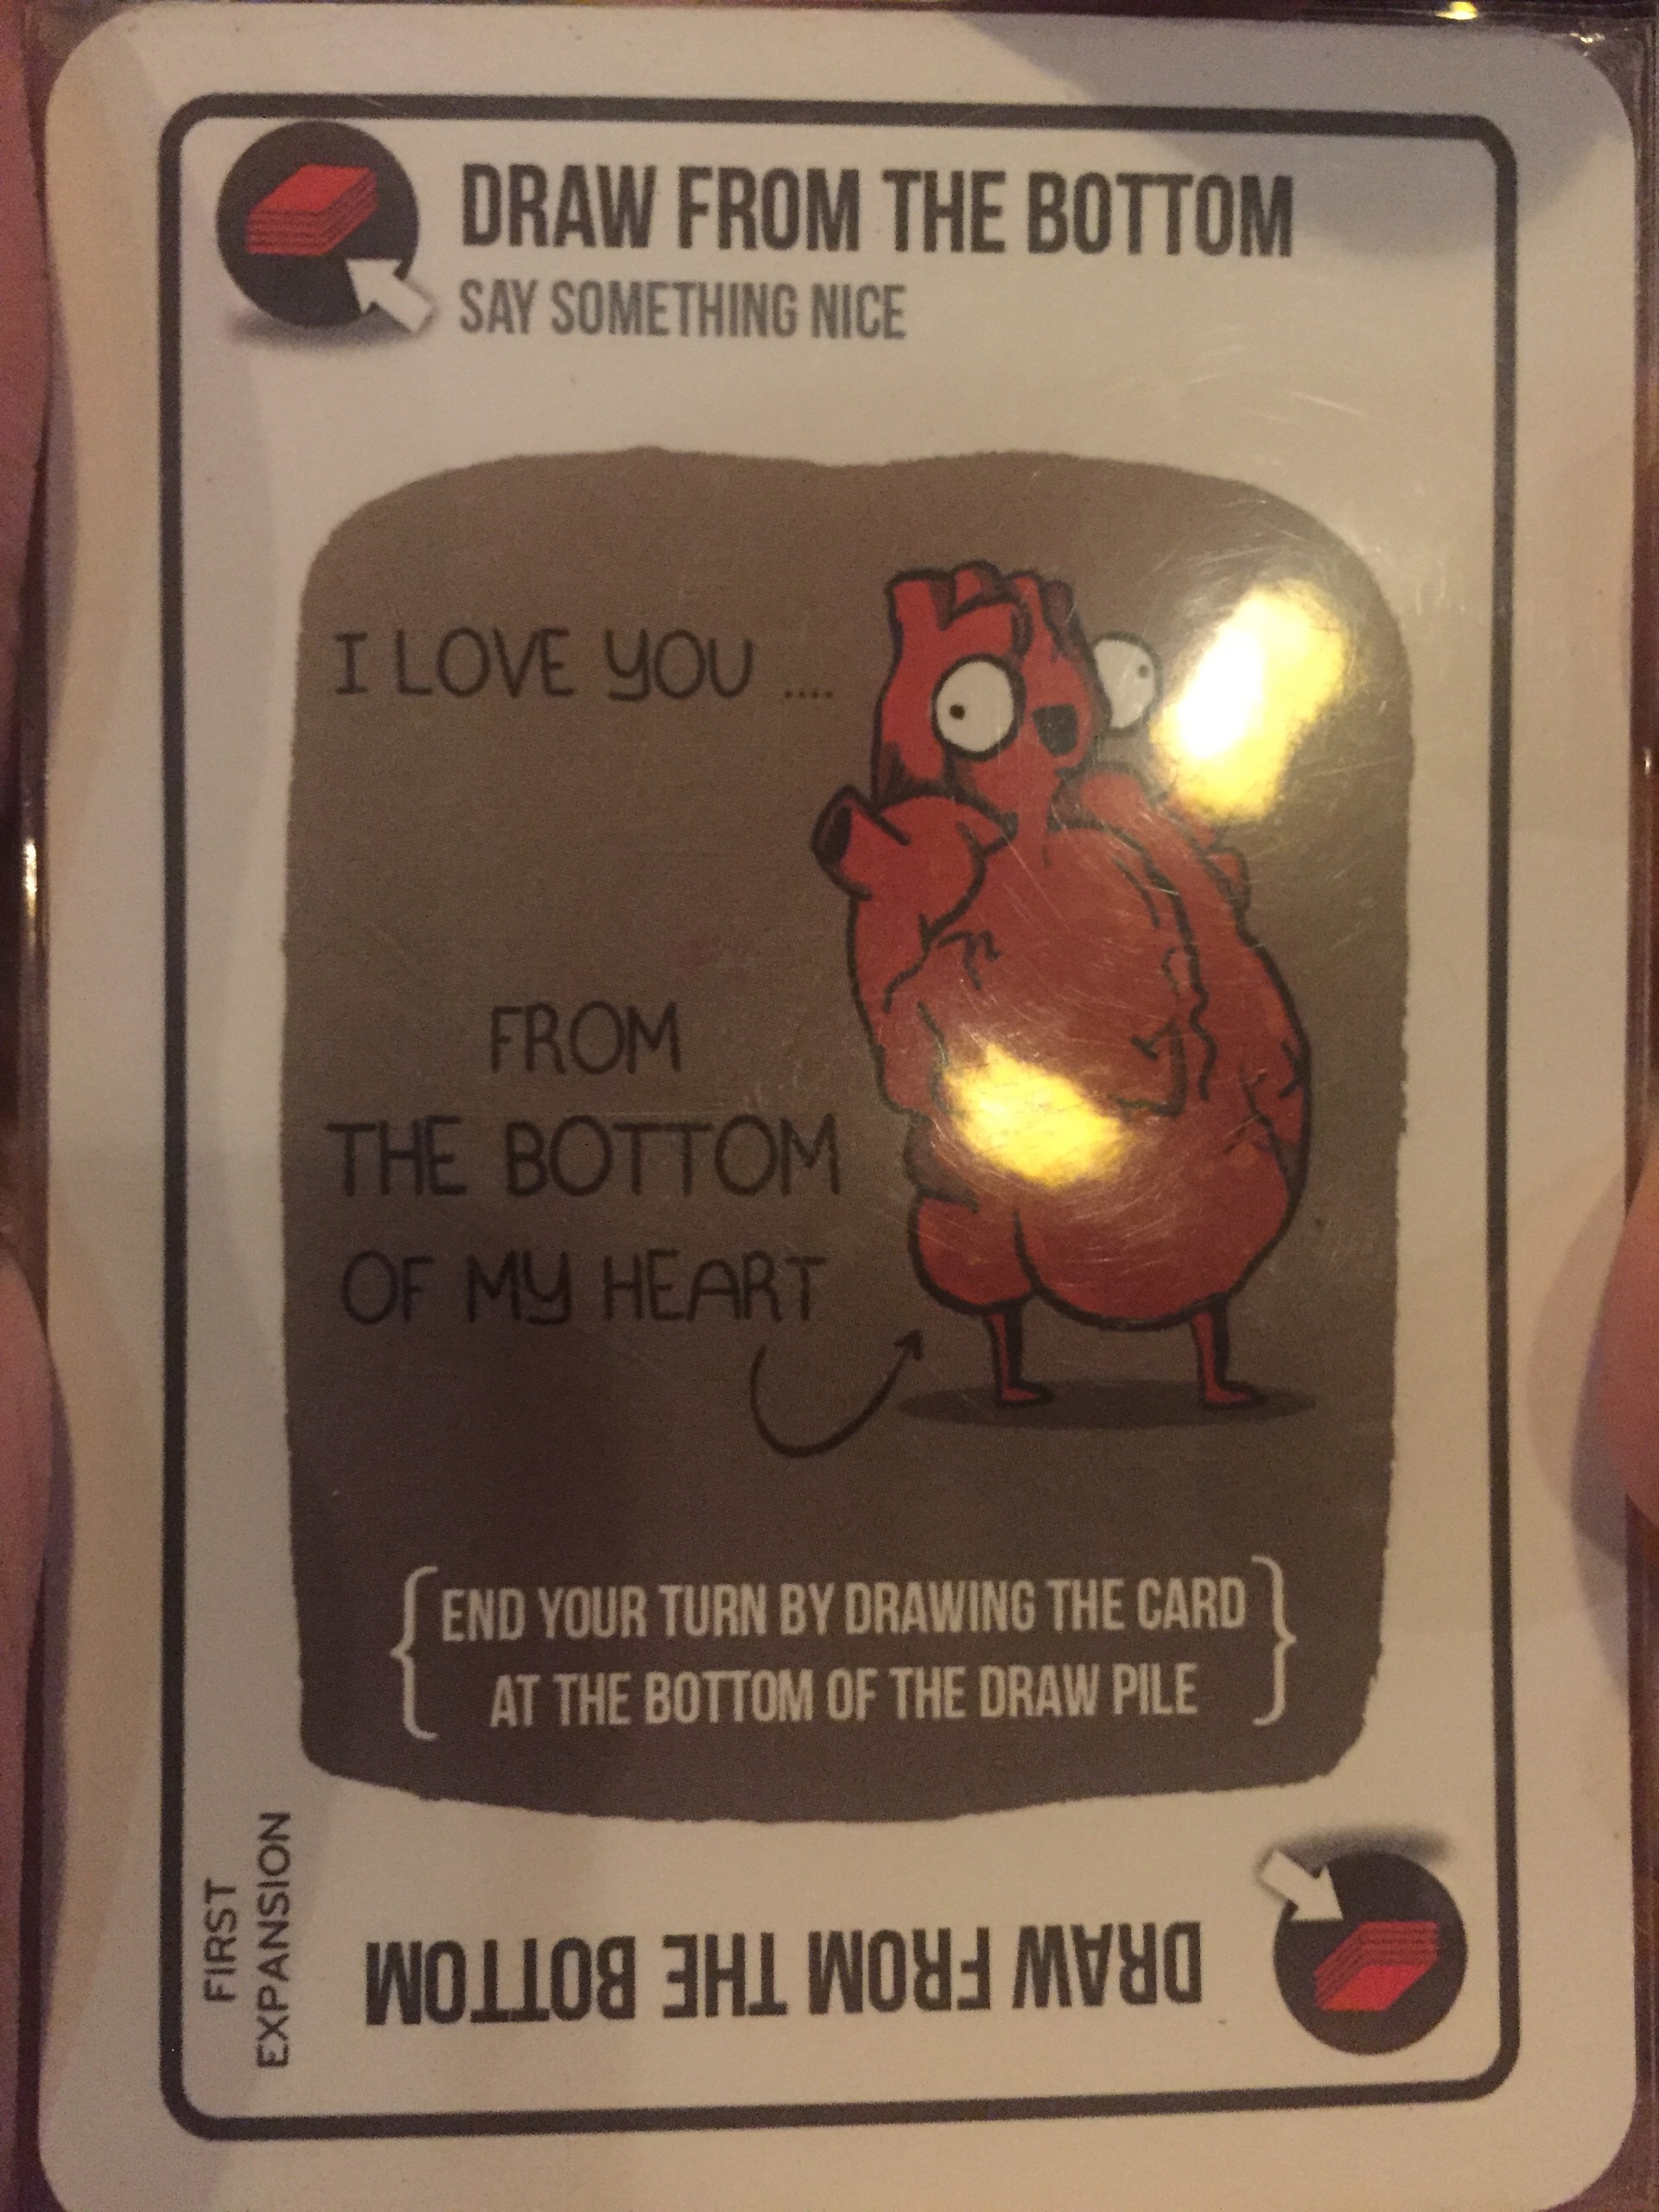 DRAW FROM THE BOTTOM
SAY SOMETHING NICE
I LOVE YOU ....
FROM
THE BOTTOM
OF MY HEART
{END YOUR TURN BY DRAWING THE CARD
AT THE BOTTOM OF THE DRAW PILE}
FIRST
EXPANSION
DRAW FROM THE BOTTOM